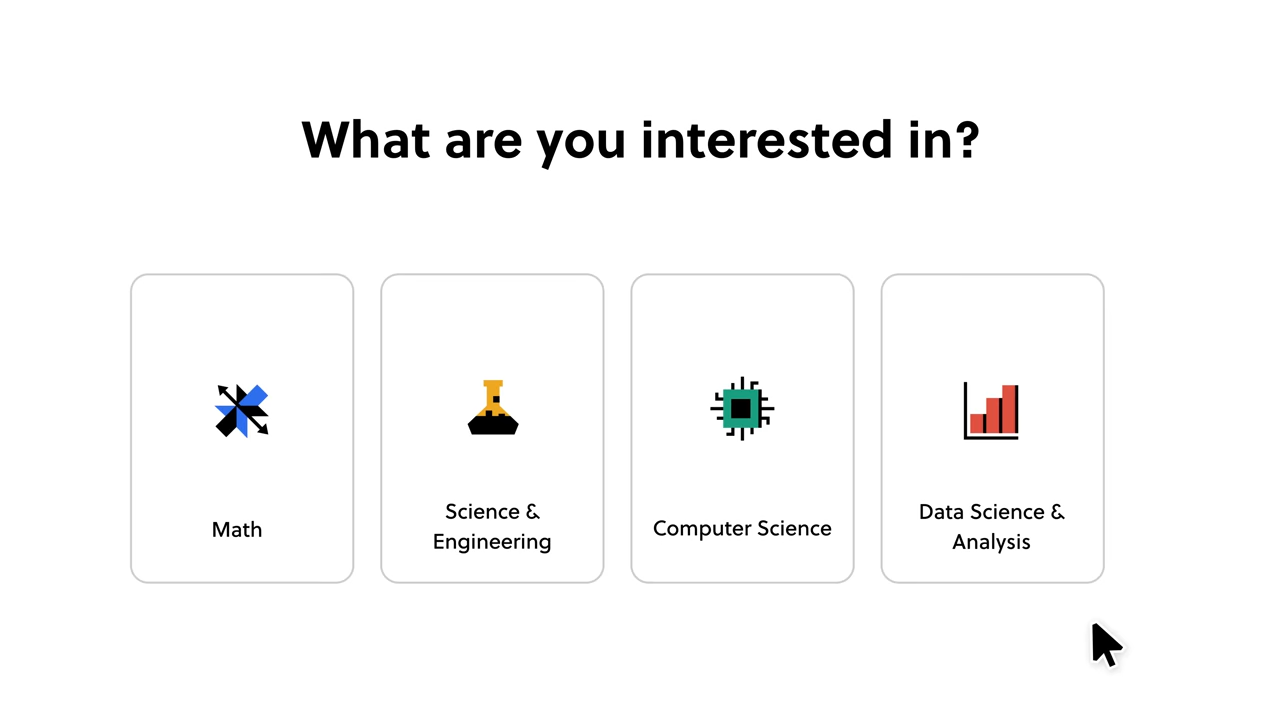 What are you interested in?
Math
Science &
Engineering
Computer Science
Data Science &
Analysis